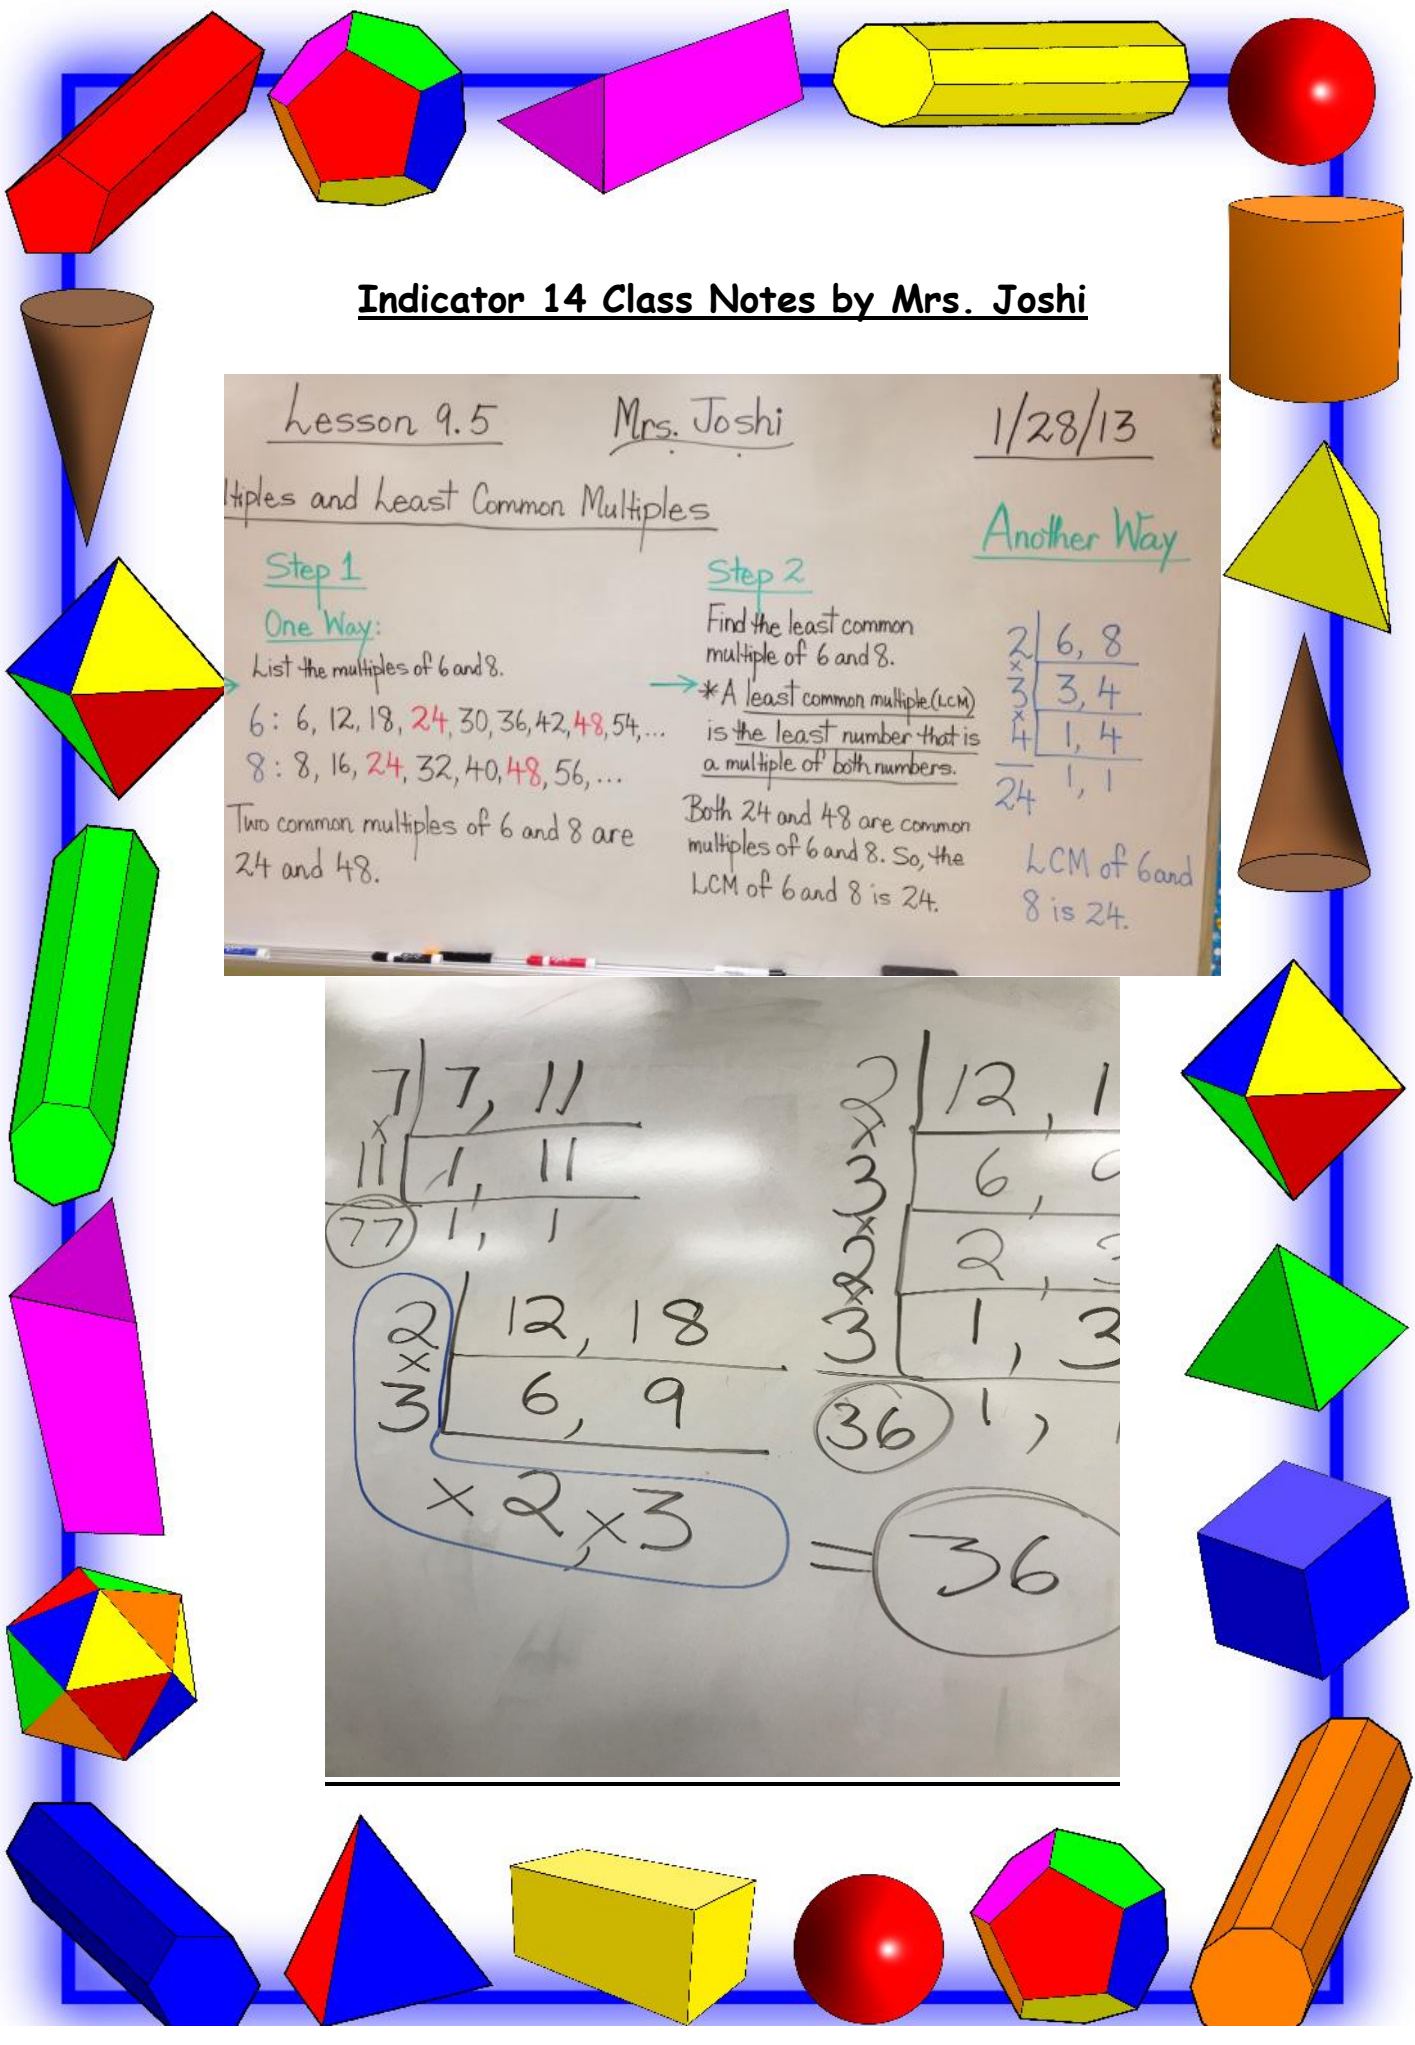 Indicator 14 Class Notes by Mrs. Joshi
Lesson 9.5
Mrs. Joshi
1/28/13
ltiples and Least Common Multiples
Step 1
One Way:
List the multiples of 6 and 8.
6: 6, 12, 18, 24, 30, 36, 42, 48, 54, ...
8: 8, 16, 24, 32, 40, 48, 56, ...
Two common multiples of 6 and 8 are
24 and 48.
Step 2
Find the least common
multiple of 6 and 8.
→ * A least common multiple (LCM)
is the least number that is
a multiple of both numbers.
Both 24 and 48 are common
multiples of 6 and 8. So, the
LCM of 6 and 8 is 24.
Another Way
2 6, 8
×
3 3, 4
×
4 1, 4
24 1, 1
LCM of 6 and
8 is 24.
7 7, 11
×
11 1, 11
77 1, 1
2 12, 18
×
3 6, 9
× 2, × 3
2 12, 1
×
3 6,
×
2 2,
×
3 1, 3
36 1,
= 36